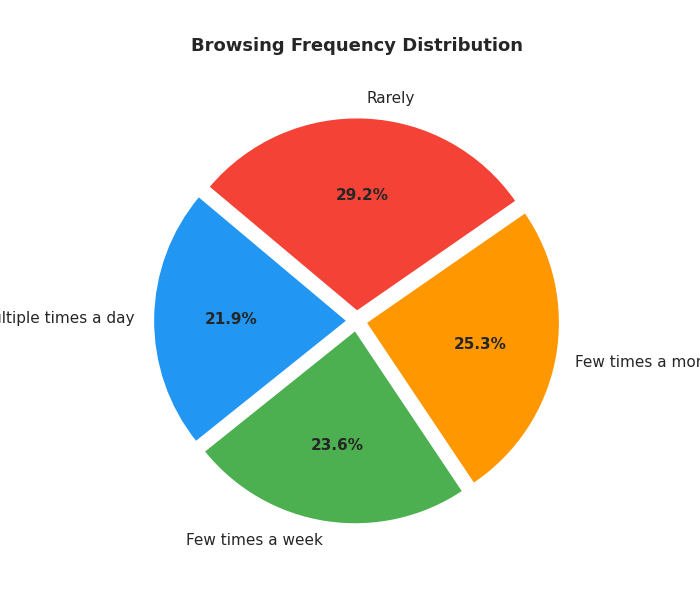 Browsing Frequency Distribution
Rarely
29.2%
21.9%
times a day
25.3%
Few times a
23.6%
Few times a week